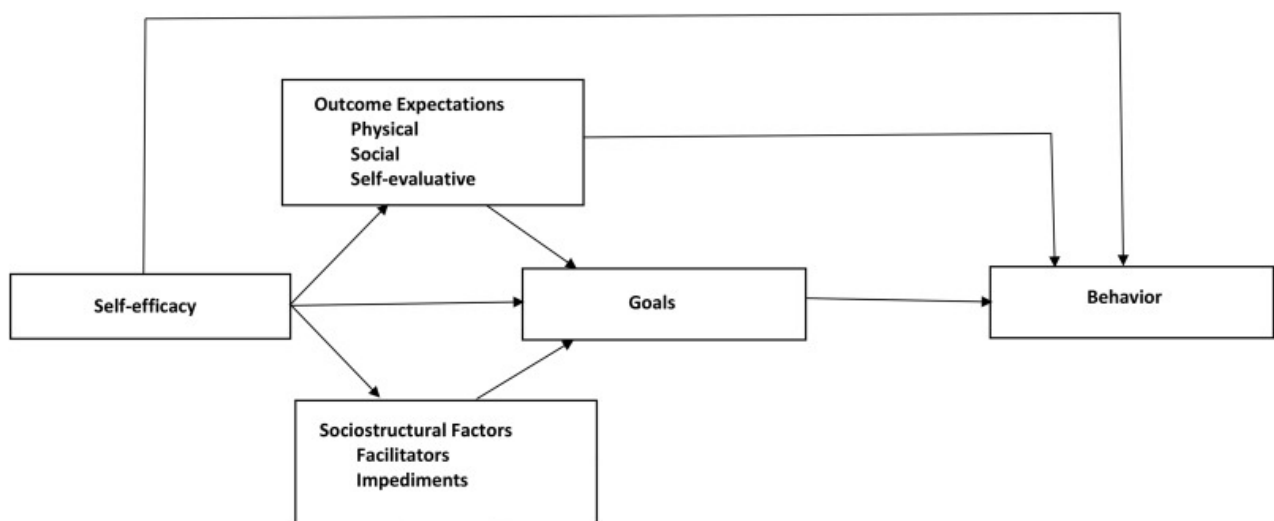 Outcome Expectations
Physical
Social
Self-evaluative
Self-efficacy
Goals
Behavior
Sociostructural Factors
Facilitators
Impediments